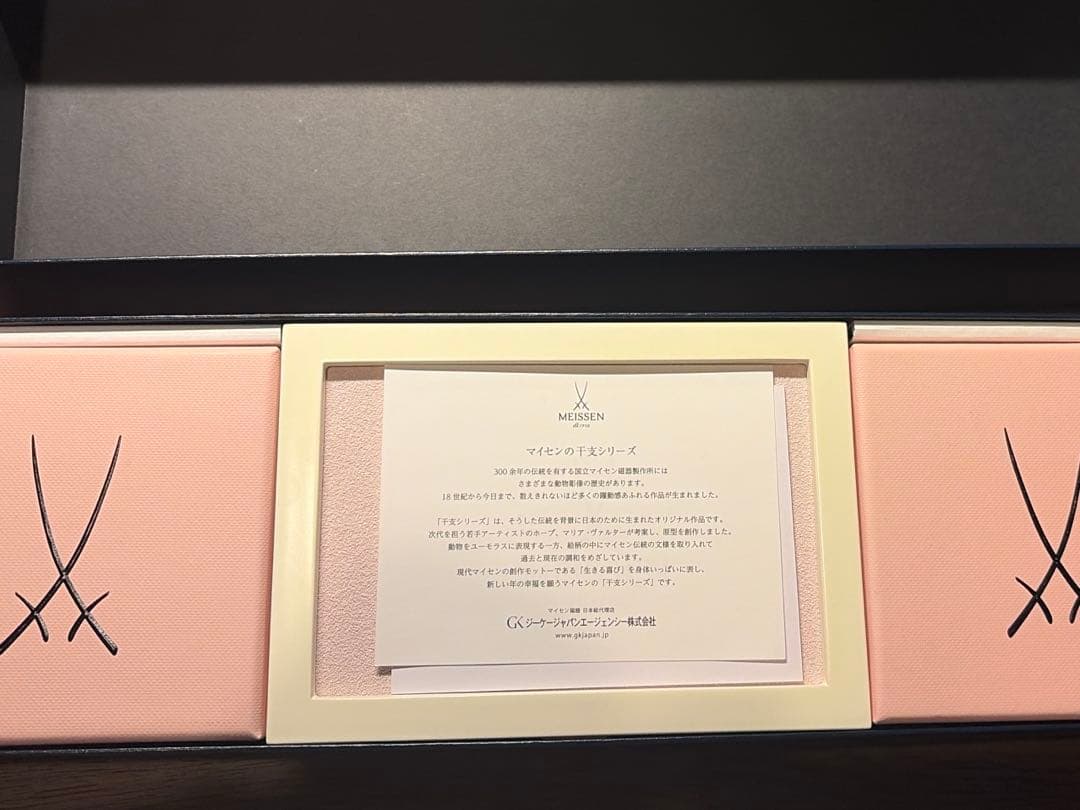 MEISSEN
マイセンの干支シリーズ
300余年の伝統を有する国立マイセン磁器製作所には
さまざまな動物彫像の歴史があります。
18世紀から今日まで、数えきれないほど多くの躍動感あふれる作品が生まれました。
「干支シリーズ」は、そうした伝統を背景に日本のために生まれたオリジナル作品です。
次代を担う若手アーティストのホープ、マリア・ヴァルターが考案し、原型を創作しました。
動物をユーモラスに表現する一方、絵柄の中にマイセン伝統の文様を取り入れて
過去と現在の調和をめざしています。
現代マイセンの創作モットーである「生きる喜び」を身体いっぱいに表し、
新しい年の幸福を願うマイセンの「干支シリーズ」です。
マイセン磁器 日本総代理店
GK ジーケージャパンエージェンシー株式会社
www.gkjapan.jp